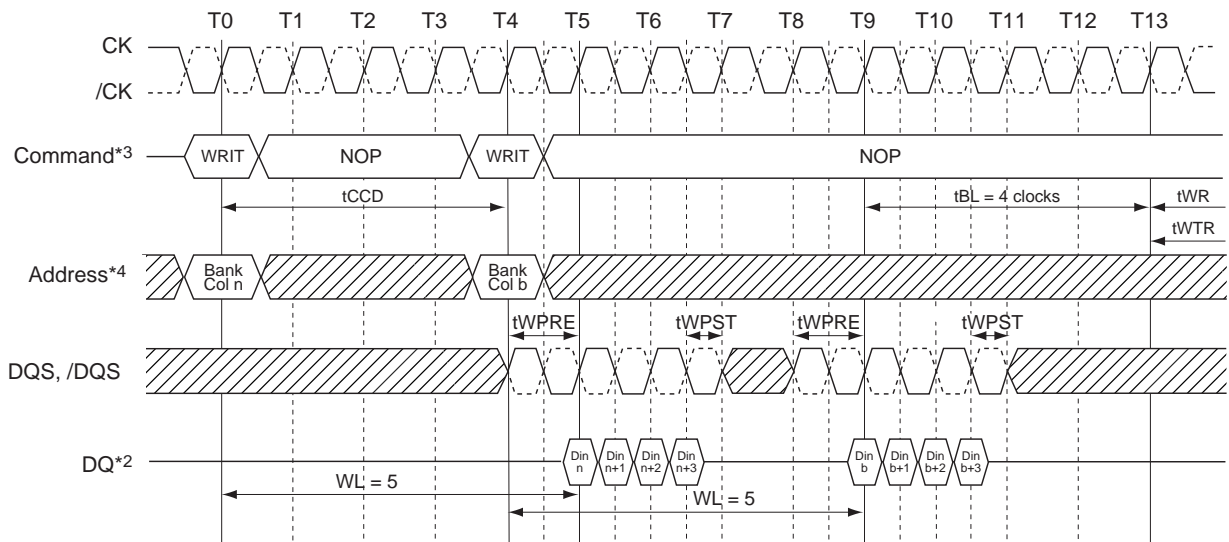 T0 T1 T2 T3 T4 T5 T6 T7 T8 T9 T10 T11 T12 T13
CK
/CK
Command*3 WRIT NOP WRIT NOP
tCCD tBL = 4 clocks tWR
tWTR
Address*4 Bank Col n Bank Col b
tWPRE tWPST tWPRE tWPST
DQS, /DQS
DQ*2 Din n Din n+1 Din n+2 Din n+3 Din b Din b+1 Din b+2 Din b+3
WL = 5
WL = 5